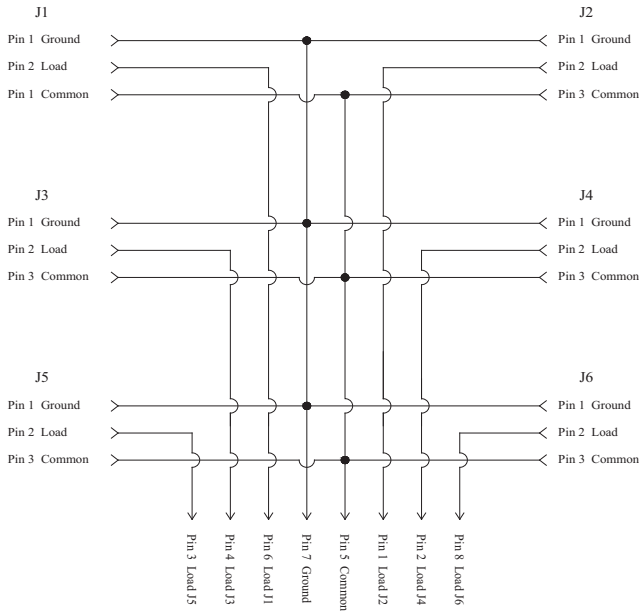 J1
J2
Pin 1 Ground
Pin 1 Ground
Pin 2 Load
Pin 2 Load
Pin 1 Common
Pin 3 Common
J3
J4
Pin 1 Ground
Pin 1 Ground
Pin 2 Load
Pin 2 Load
Pin 3 Common
Pin 3 Common
J5
J6
Pin 1 Ground
Pin 1 Ground
Pin 2 Load
Pin 2 Load
Pin 3 Common
Pin 3 Common
Pin 3 Load J5
Pin 4 Load J3
Pin 6 Load J1
Pin 7 Ground
Pin 5 Common
Pin 1 Load J2
Pin 2 Load J4
Pin 8 Load J6